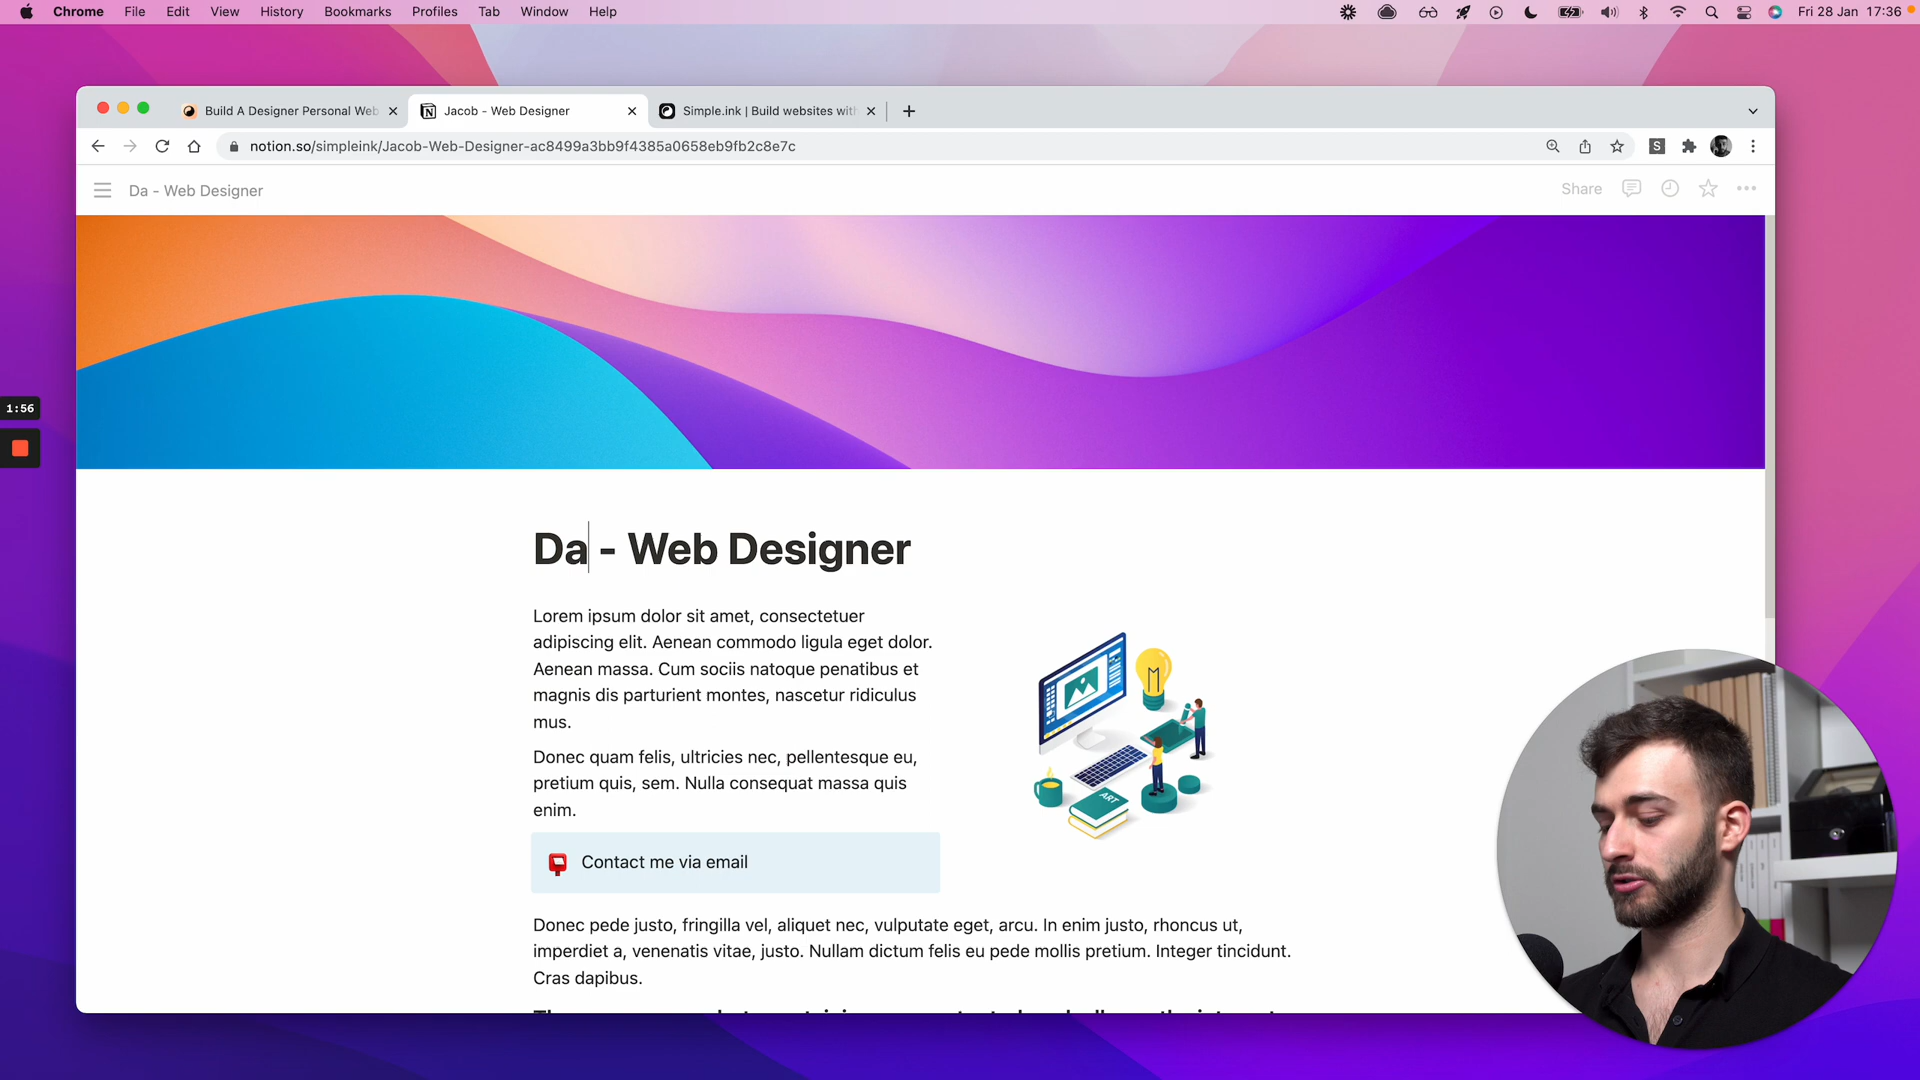 Chrome File Edit View History Bookmarks Profiles Tab Window Help Fri 28 Jan 17:36
Build A Designer Personal Web
Jacob - Web Designer
Simple.ink | Build websites with
notion.so/simpleink/Jacob-Web-Designer-ac8499a3bb9f4385a0658eb9fb2c8e7c
S
Da - Web Designer
Share
1:56
Da - Web Designer
Lorem ipsum dolor sit amet, consectetuer
adipiscing elit. Aenean commodo ligula eget dolor.
Aenean massa. Cum sociis natoque penatibus et
magnis dis parturient montes, nascetur ridiculus
mus.
Donec quam felis, ultricies nec, pellentesque eu,
pretium quis, sem. Nulla consequat massa quis
enim.
ART
Contact me via email
Donec pede justo, fringilla vel, aliquet nec, vulputate eget, arcu. In enim justo, rhoncus ut,
imperdiet a, venenatis vitae, justo. Nullam dictum felis eu pede mollis pretium. Integer tincidunt.
Cras dapibus.